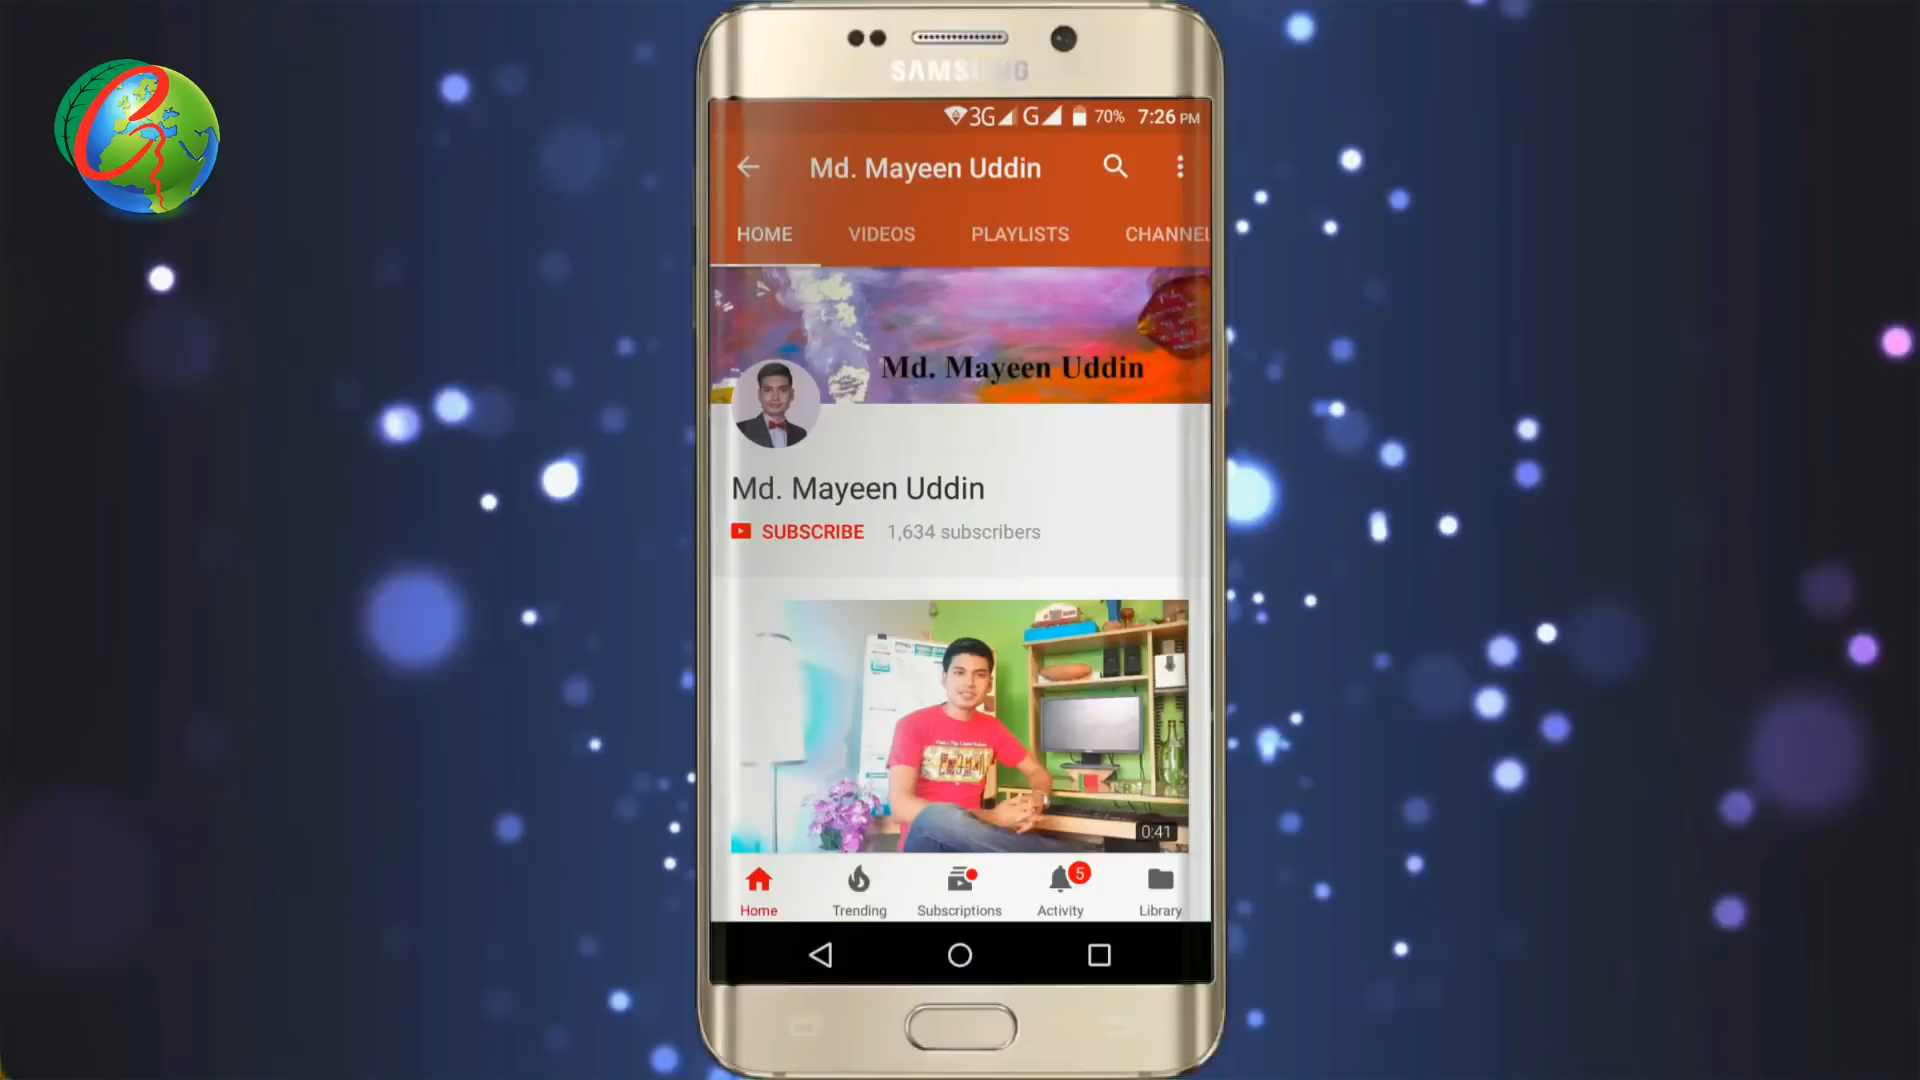 SAMSUNG
3G G 70% 7:26 PM
Md. Mayeen Uddin
HOME VIDEOS PLAYLISTS CHANNEL
Md. Mayeen Uddin
Md. Mayeen Uddin
SUBSCRIBE 1,634 subscribers
0:41
5
Home Trending Subscriptions Activity Library